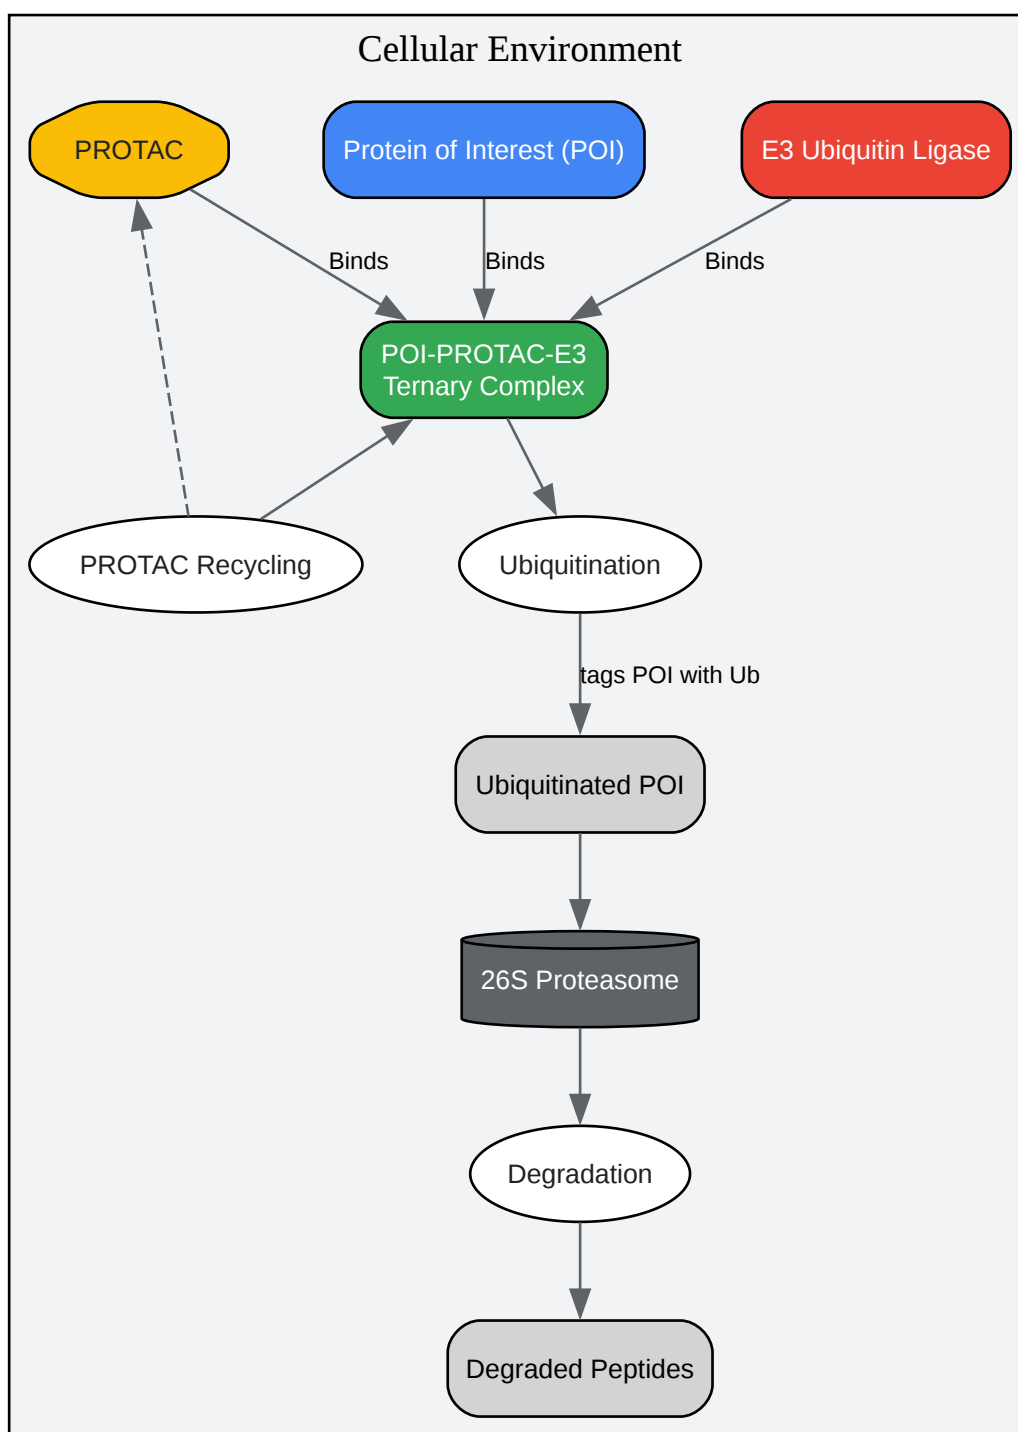 Cellular Environment
PROTAC
Protein of Interest (POI)
E3 Ubiquitin Ligase
Binds
Binds
Binds
POI-PROTAC-E3
Ternary Complex
PROTAC Recycling
Ubiquitination
tags POI with Ub
Ubiquitinated POI
26S Proteasome
Degradation
Degraded Peptides